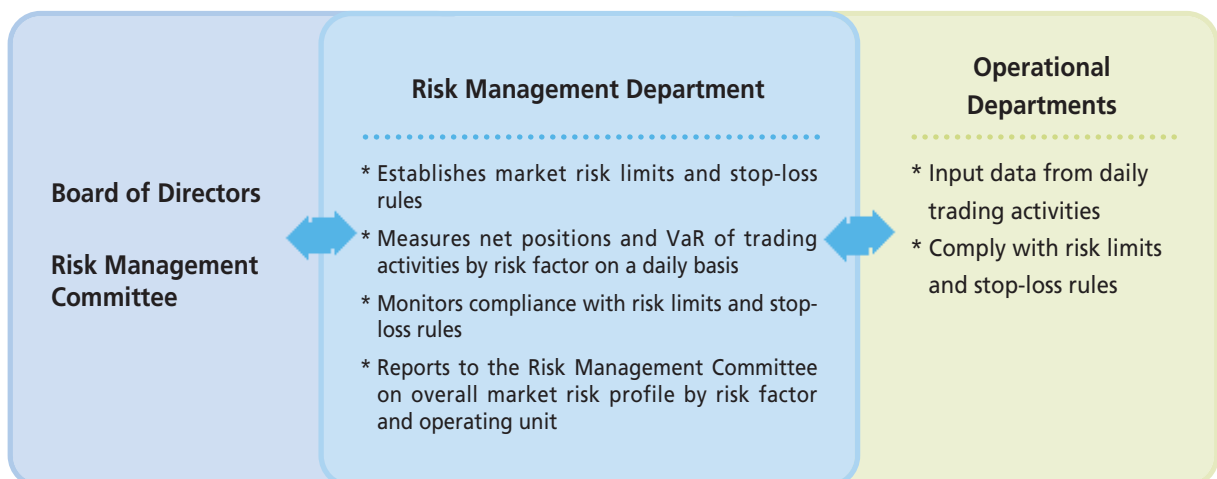 Board of Directors
Risk Management
Committee
Risk Management Department
* Establishes market risk limits and stop-loss
rules
* Measures net positions and VaR of trading
activities by risk factor on a daily basis
* Monitors compliance with risk limits and stop-
loss rules
* Reports to the Risk Management Committee
on overall market risk profile by risk factor
and operating unit
Operational
Departments
* Input data from daily
trading activities
* Comply with risk limits
and stop-loss rules